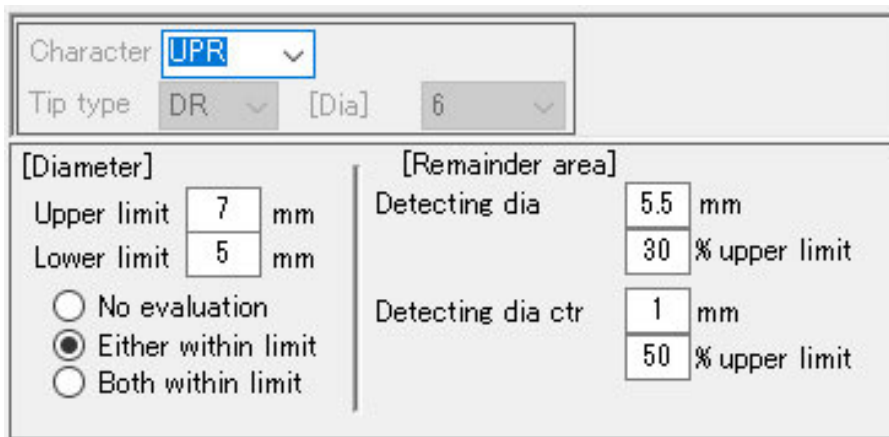 Character UPR
Tip type DR [Dia] 6
[Diameter]
Upper limit 7 mm
Lower limit 5 mm
No evaluation
Either within limit
Both within limit
[Remainder area]
Detecting dia 5.5 mm
30 % upper limit
Detecting dia ctr 1 mm
50 % upper limit